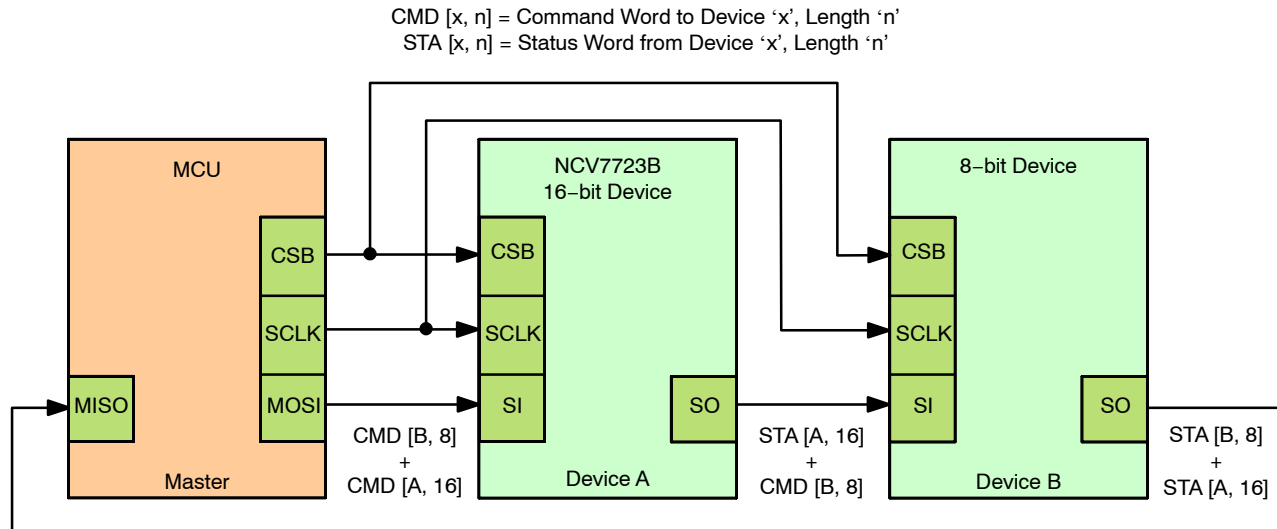 CMD [x, n] = Command Word to Device ‘x’, Length ‘n’
STA [x, n] = Status Word from Device ‘x’, Length ‘n’
MCU
CSB
SCLK
MISO
MOSI
Master
CMD [B, 8]
+
CMD [A, 16]
NCV7723B
16−bit Device
CSB
SCLK
SI
SO
Device A
STA [A, 16]
+
CMD [B, 8]
8−bit Device
CSB
SCLK
SI
SO
Device B
STA [B, 8]
+
STA [A, 16]